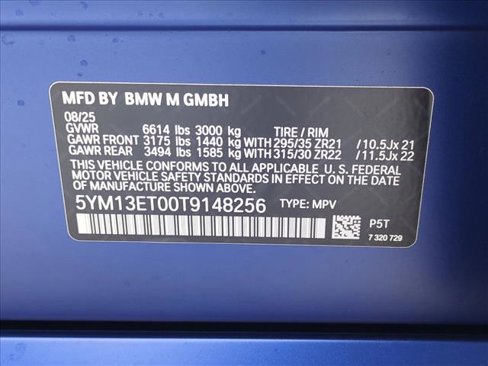 MFD BY BMW M GMBH
08/25
GVWR 6614 lbs 3000 kg TIRE / RIM
GAWR FRONT 3175 lbs 1440 kg WITH 295/35 ZR21 / 10.5Jx 21
GAWR REAR 3494 lbs 1585 kg WITH 315/30 ZR22 / 11.5Jx 22
THIS VEHICLE CONFORMS TO ALL APPLICABLE U. S. FEDERAL
MOTOR VEHICLE SAFETY STANDARDS IN EFFECT ON THE DATE OF
MANUFACTURE SHOWN ABOVE.
5YM13ET00T9148256 TYPE: MPV
P5T
7 320 729